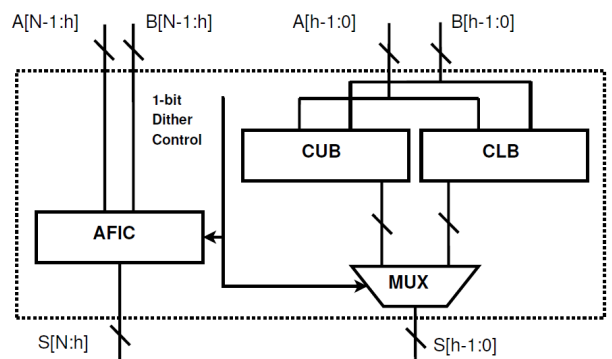 A[N-1:h]
B[N-1:h]
A[h-1:0]
B[h-1:0]
1-bit
Dither
Control
CUB
CLB
AFIC
MUX
S[N:h]
S[h-1:0]